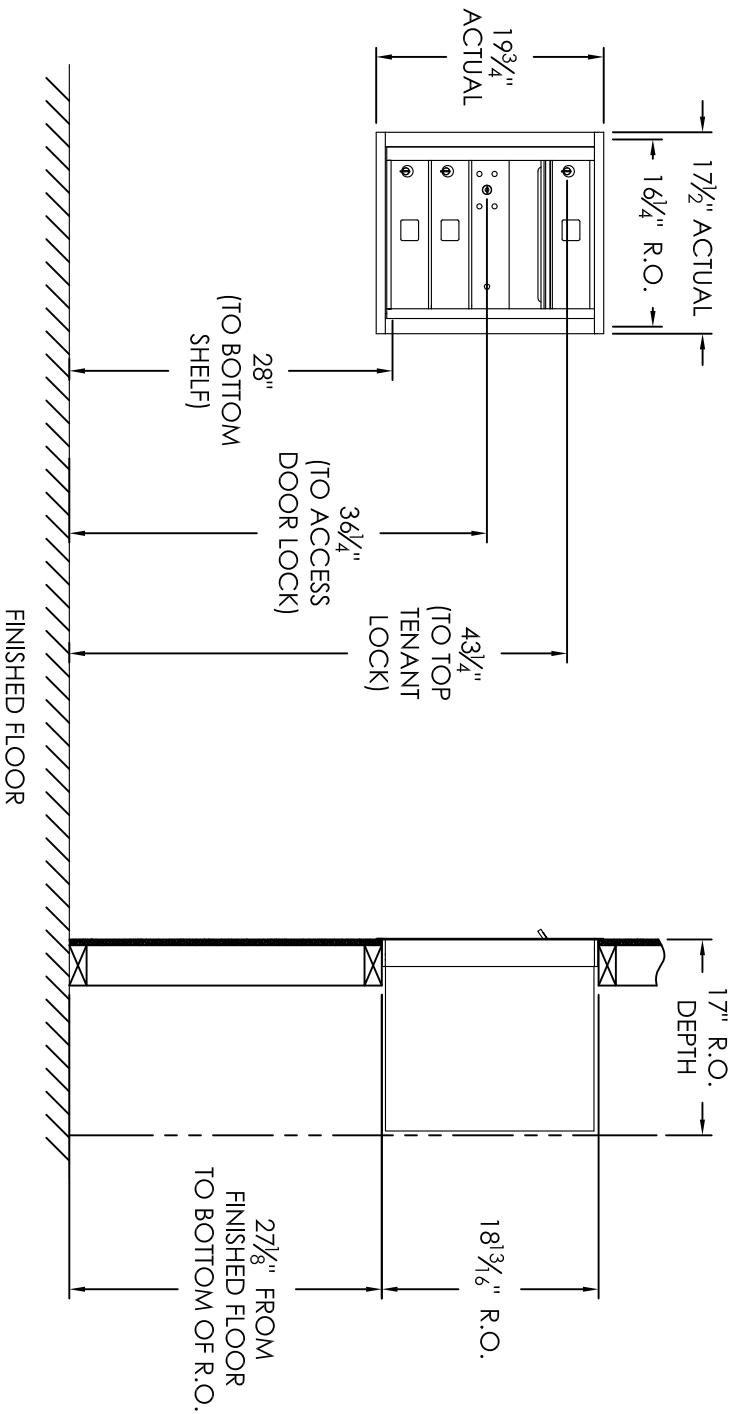 17½" ACTUAL
16¼" R.O.
19¾"
ACTUAL
28"
(TO BOTTOM
SHELF)
36¼"
(TO ACCESS
DOOR LOCK)
43¼"
(TO TOP
TENANT
LOCK)
FINISHED FLOOR
17" R.O.
DEPTH
18¹³⁄₁₆" R.O.
27⅛" FROM
FINISHED FLOOR
TO BOTTOM OF R.O.